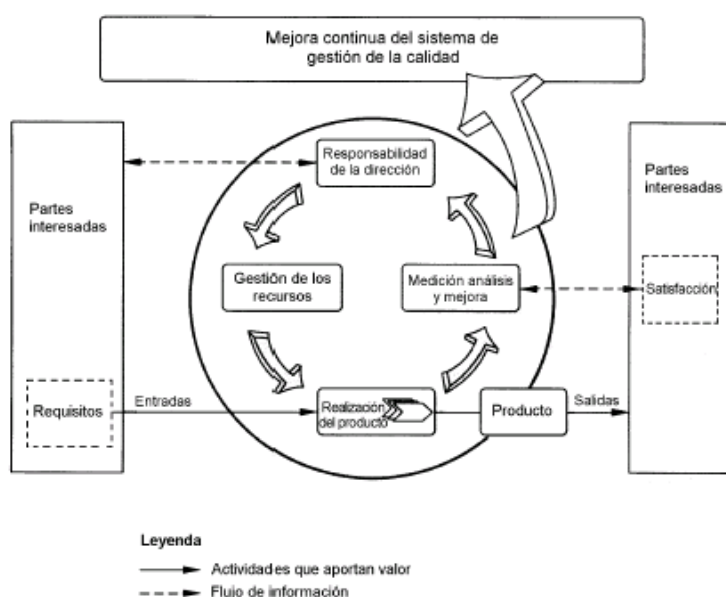 Mejora continua del sistema de
gestión de la calidad
Responsabilidad
de la dirección
Partes
interesadas
Partes
interesadas
Gestión de los
recursos
Medición análisis
y mejora
Satisfacción
Requisitos
Entradas
Realización
del producto
Producto
Salidas
Leyenda
Actividades que aportan valor
Flujo de información